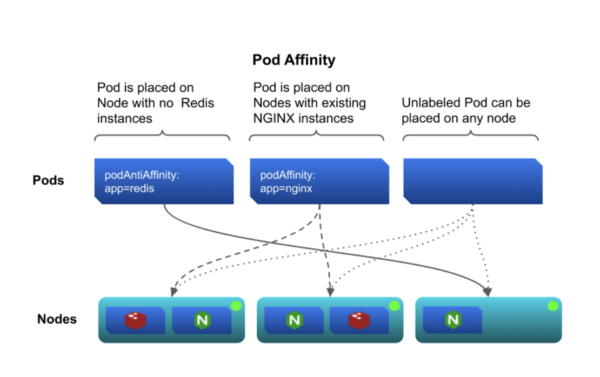 Pod Affinity
Pod is placed on
Node with no Redis
instances
Pod is placed on
Nodes with existing
NGINX instances
Unlabeled Pod can be
placed on any node
Pods
podAntiAffinity:
app=redis
podAffinity:
app=nginx
Nodes
N
N
N